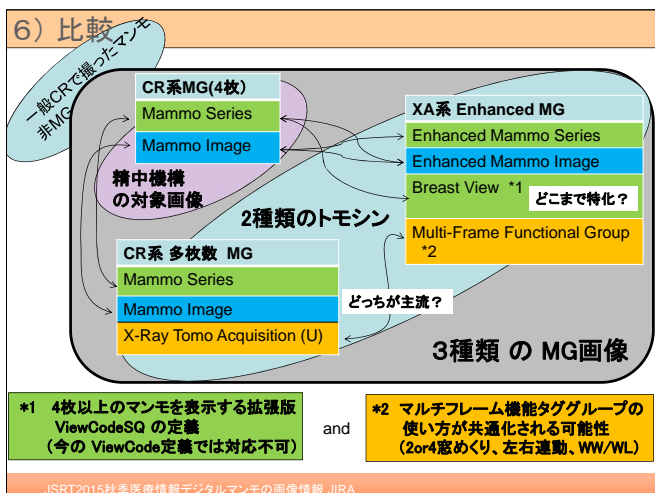 6）比較
一般CRで撮ったマンモ
非MG
CR系MG(4枚)
Mammo Series
Mammo Image
精中機構
の対象画像
XA系 Enhanced MG
Enhanced Mammo Series
Enhanced Mammo Image
Breast View *1
どこまで特化？
Multi-Frame Functional Group
*2
2種類のトモシン
CR系 多枚数 MG
Mammo Series
Mammo Image
X-Ray Tomo Acquisition (U)
どっちが主流？
3種類 の MG画像
*1 4枚以上のマンモを表示する拡張版
ViewCodeSQ の定義
（今の ViewCode定義では対応不可）
and
*2 マルチフレーム機能タググループの
使い方が共通化される可能性
（2or4窓めくり、左右連動、WW/WL）
JSRT2015秋季医療情報デジタルマンモの画像情報 JIRA